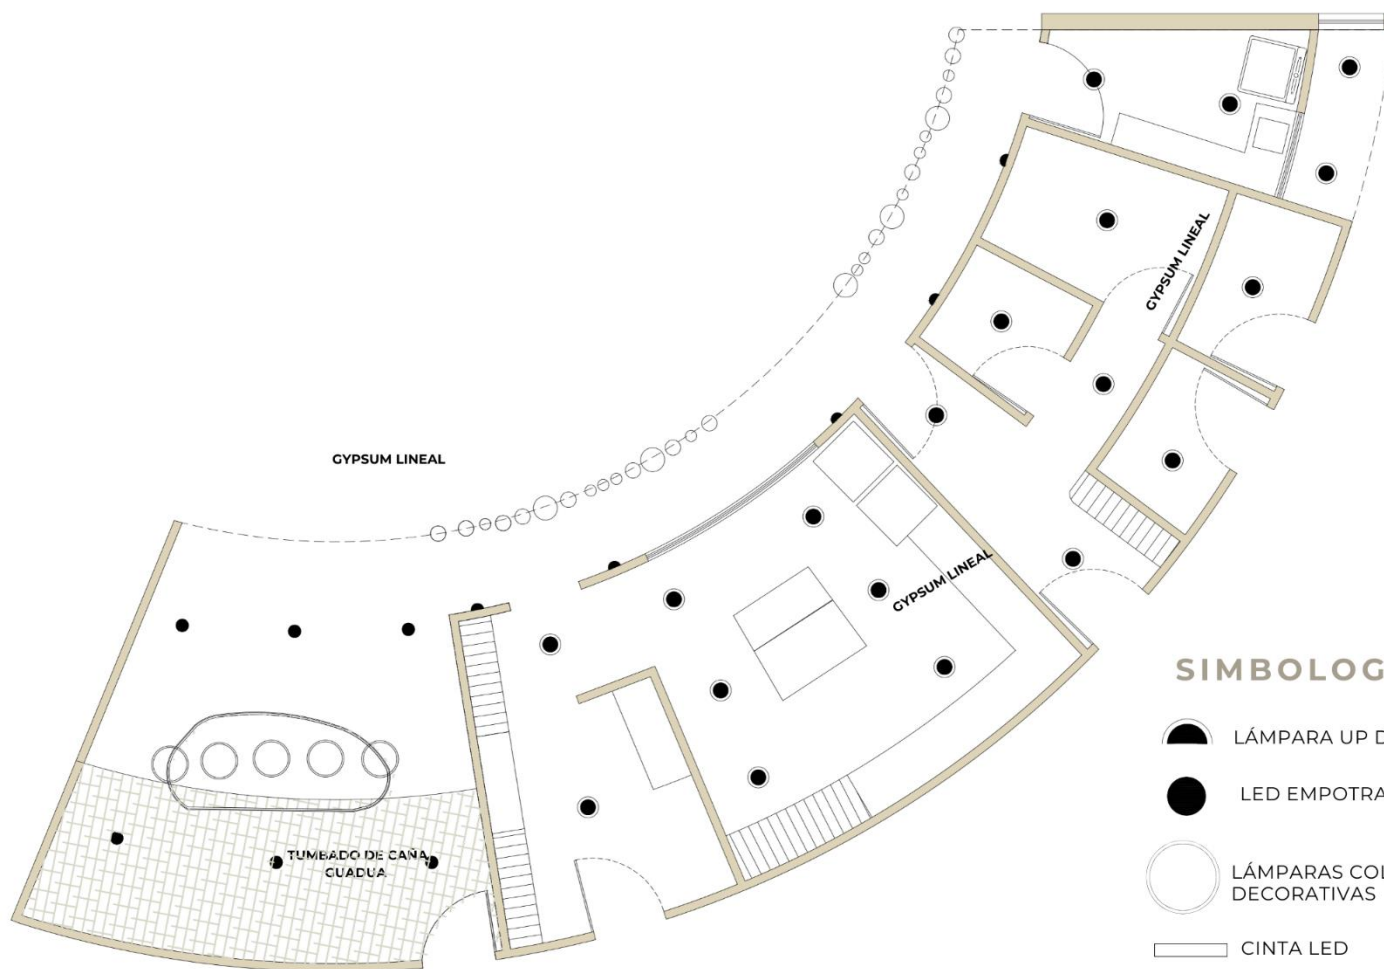 GYPSUM LINEAL
GYPSUM LINEAL
GYPSUM LINEAL
TUMBADO DE CAÑA
GUADUA
SIMBOLOG
LÁMPARA UP D
LED EMPOTRA
LÁMPARAS COL
DECORATIVAS
CINTA LED